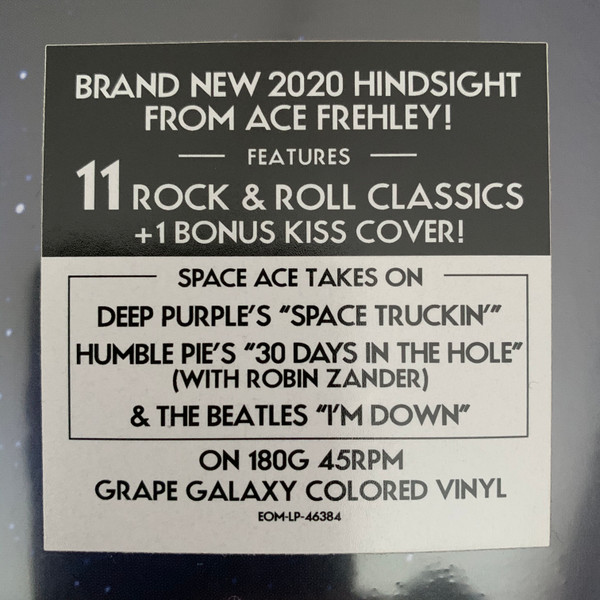 BRAND NEW 2020 HINDSIGHT
FROM ACE FREHLEY!
FEATURES
11 ROCK & ROLL CLASSICS
+1 BONUS KISS COVER!
SPACE ACE TAKES ON
DEEP PURPLE'S "SPACE TRUCKIN'"
HUMBLE PIE'S "30 DAYS IN THE HOLE"
(WITH ROBIN ZANDER)
& THE BEATLES "I'M DOWN"
ON 180G 45RPM
GRAPE GALAXY COLORED VINYL
EOM-LP-46384